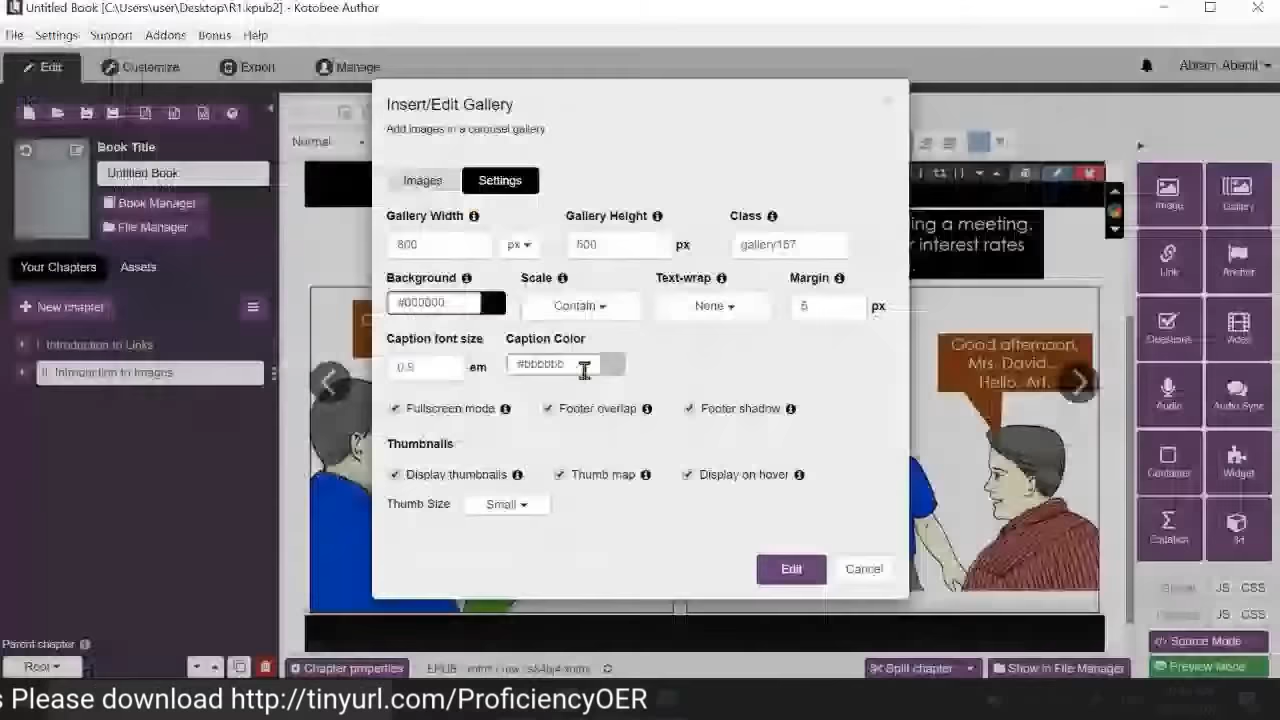 Untitled Book [C:\Users\user\Desktop\R1.kpub2] - Kotobee Author
File Settings Support Addons Bonus Help
Edit Customize Export Manage
Book Title
Untitled Book
Book Manager
File Manager
Your Chapters Assets
New chapter
Introduction to Links
Introduction to Images
Parent chapter
Root
Normal
Insert/Edit Gallery
Add images in a carousel gallery
Images Settings
Gallery Width Gallery Height Class
800 px 500 px gallery167
Background Scale Text-wrap Margin
#000000 Contain None 5 px
Caption font size Caption Color
0.9 em #bbbbbb
Fullscreen mode Footer overlap Footer shadow
Thumbnails
Display thumbnails Thumb map Display on hover
Thumb Size Small
Edit Cancel
ing a meeting.
r interest rates
Good afternoon,
Mrs. David...
Hello, Art.
Image Gallery
Link Anchor
Questions Video
Audio Audio Sync
Container Widget
Equation 3d
JS CSS
JS CSS
Source Mode
Preview Mode
Chapter properties
Split chapter
Show in File Manager
s Please download http://tinyurl.com/ProficiencyOER